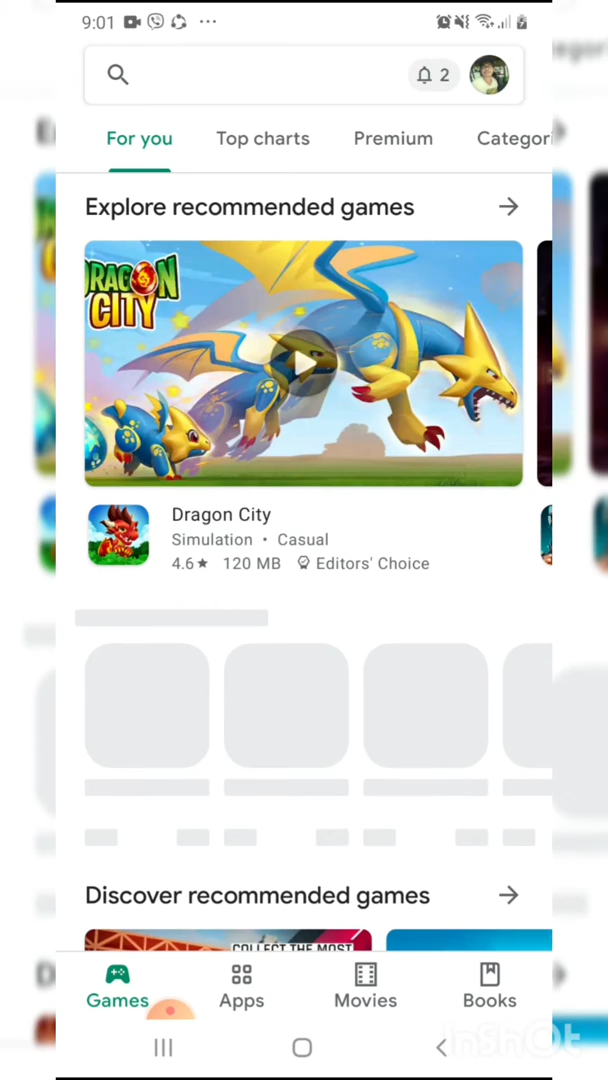 9:01
2
For you Top charts Premium Categori
Explore recommended games
DRAGON
CITY
Dragon City
Simulation • Casual
4.6★ 120 MB Editors' Choice
Discover recommended games
COLLECT THE MOST
Games Apps Movies Books
InShOt